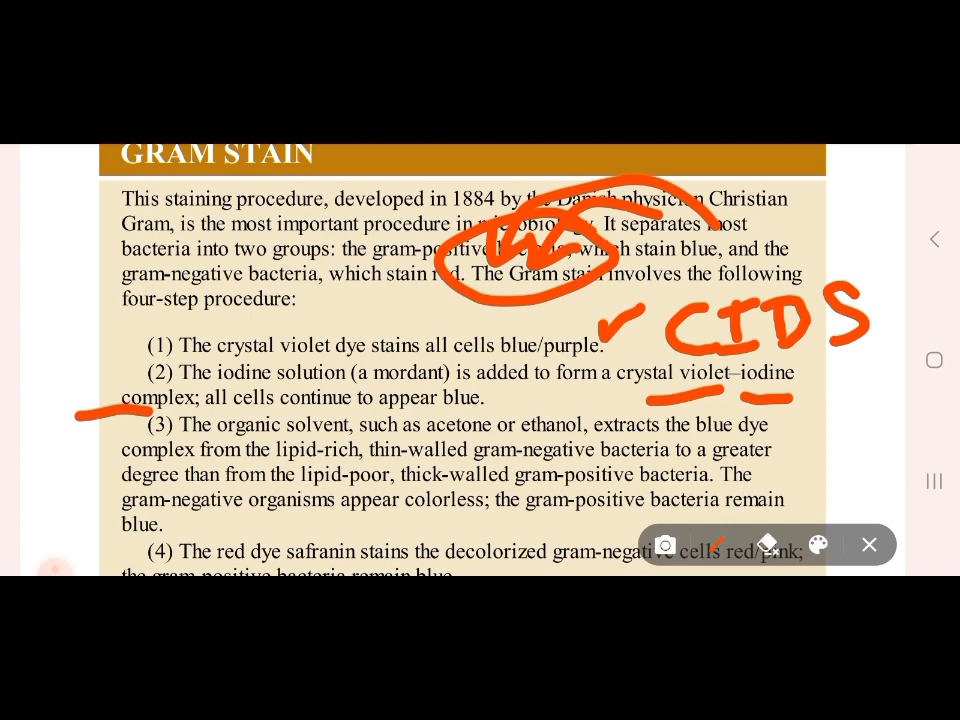 GRAM STAIN
This staining procedure, developed in 1884 by the Danish physician Christian
Gram, is the most important procedure in microbiology. It separates most
bacteria into two groups: the gram-positive bacteria, which stain blue, and the
gram-negative bacteria, which stain red. The Gram stain involves the following
four-step procedure:
CIDS
(1) The crystal violet dye stains all cells blue/purple.
(2) The iodine solution (a mordant) is added to form a crystal violet–iodine
complex; all cells continue to appear blue.
(3) The organic solvent, such as acetone or ethanol, extracts the blue dye
complex from the lipid-rich, thin-walled gram-negative bacteria to a greater
degree than from the lipid-poor, thick-walled gram-positive bacteria. The
gram-negative organisms appear colorless; the gram-positive bacteria remain
blue.
(4) The red dye safranin stains the decolorized gram-negative cells red/pink;
the gram-positive bacteria remain blue.